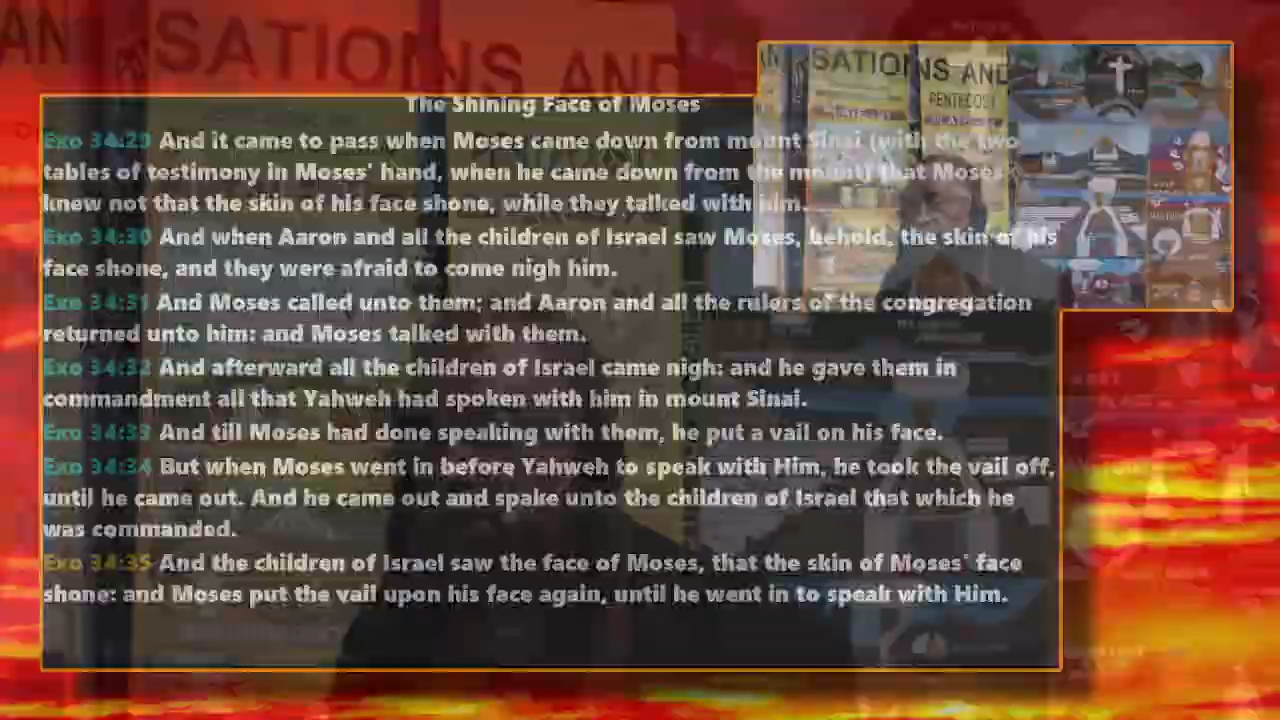 AN
SATIONS AND
SATIONS AND
PENTECOST
The Shining Face of Moses
Exo 34:29 And it came to pass when Moses came down from mount Sinai (with the two
tables of testimony in Moses' hand, when he came down from the mount) that Moses
knew not that the skin of his face shone, while they talked with him.
Exo 34:30 And when Aaron and all the children of Israel saw Moses, behold, the skin of his
face shone, and they were afraid to come nigh him.
Exo 34:31 And Moses called unto them; and Aaron and all the rulers of the congregation
returned unto him: and Moses talked with them.
Exo 34:32 And afterward all the children of Israel came nigh: and he gave them in
commandment all that Yahweh had spoken with him in mount Sinai.
Exo 34:33 And till Moses had done speaking with them, he put a vail on his face.
Exo 34:34 But when Moses went in before Yahweh to speak with Him, he took the vail off,
until he came out. And he came out and spake unto the children of Israel that which he
was commanded.
Exo 34:35 And the children of Israel saw the face of Moses, that the skin of Moses' face
shone: and Moses put the vail upon his face again, until he went in to speak with Him.